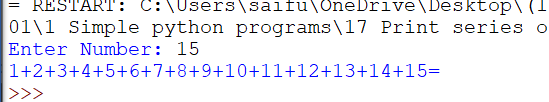 = RESTART: C:\Users\saifu\OneDrive\Desktop\(1
01\1 Simple python programs\17 Print series o
Enter Number: 15
1+2+3+4+5+6+7+8+9+10+11+12+13+14+15=
>>>